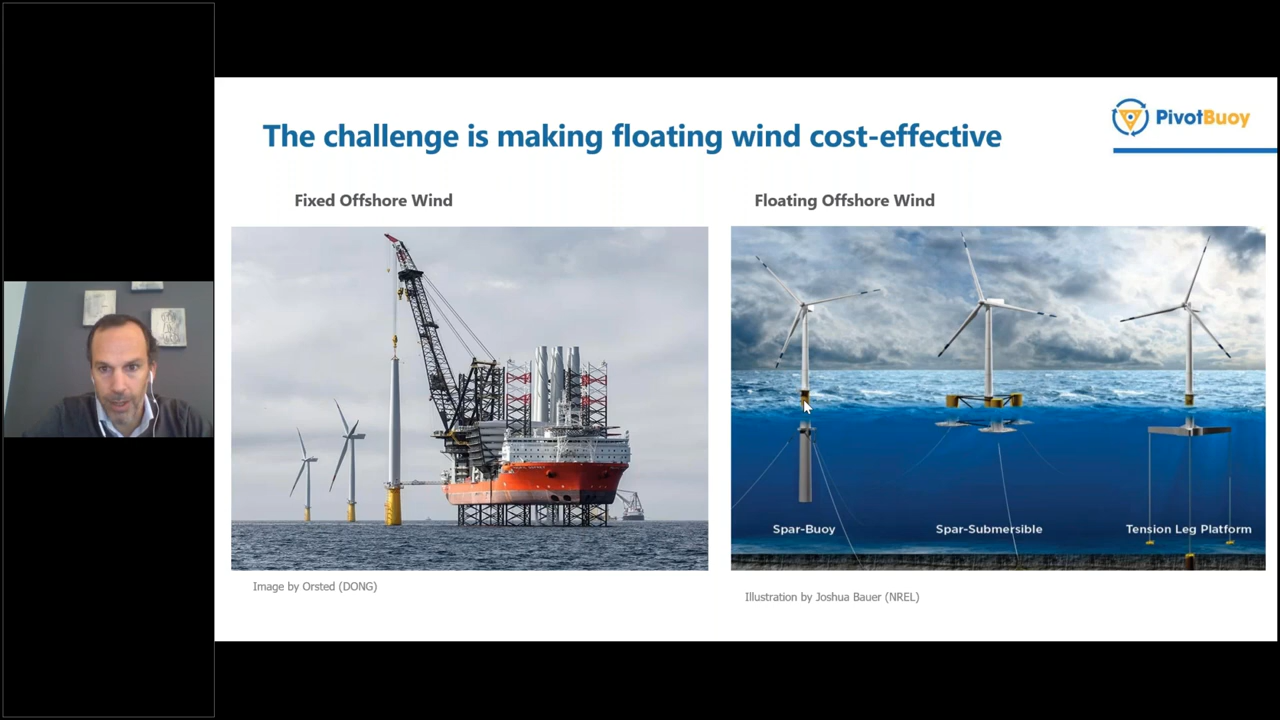 The challenge is making floating wind cost-effective
PivotBuoy
Fixed Offshore Wind
Floating Offshore Wind
Spar-Buoy
Spar-Submersible
Tension Leg Platform
Image by Orsted (DONG)
Illustration by Joshua Bauer (NREL)